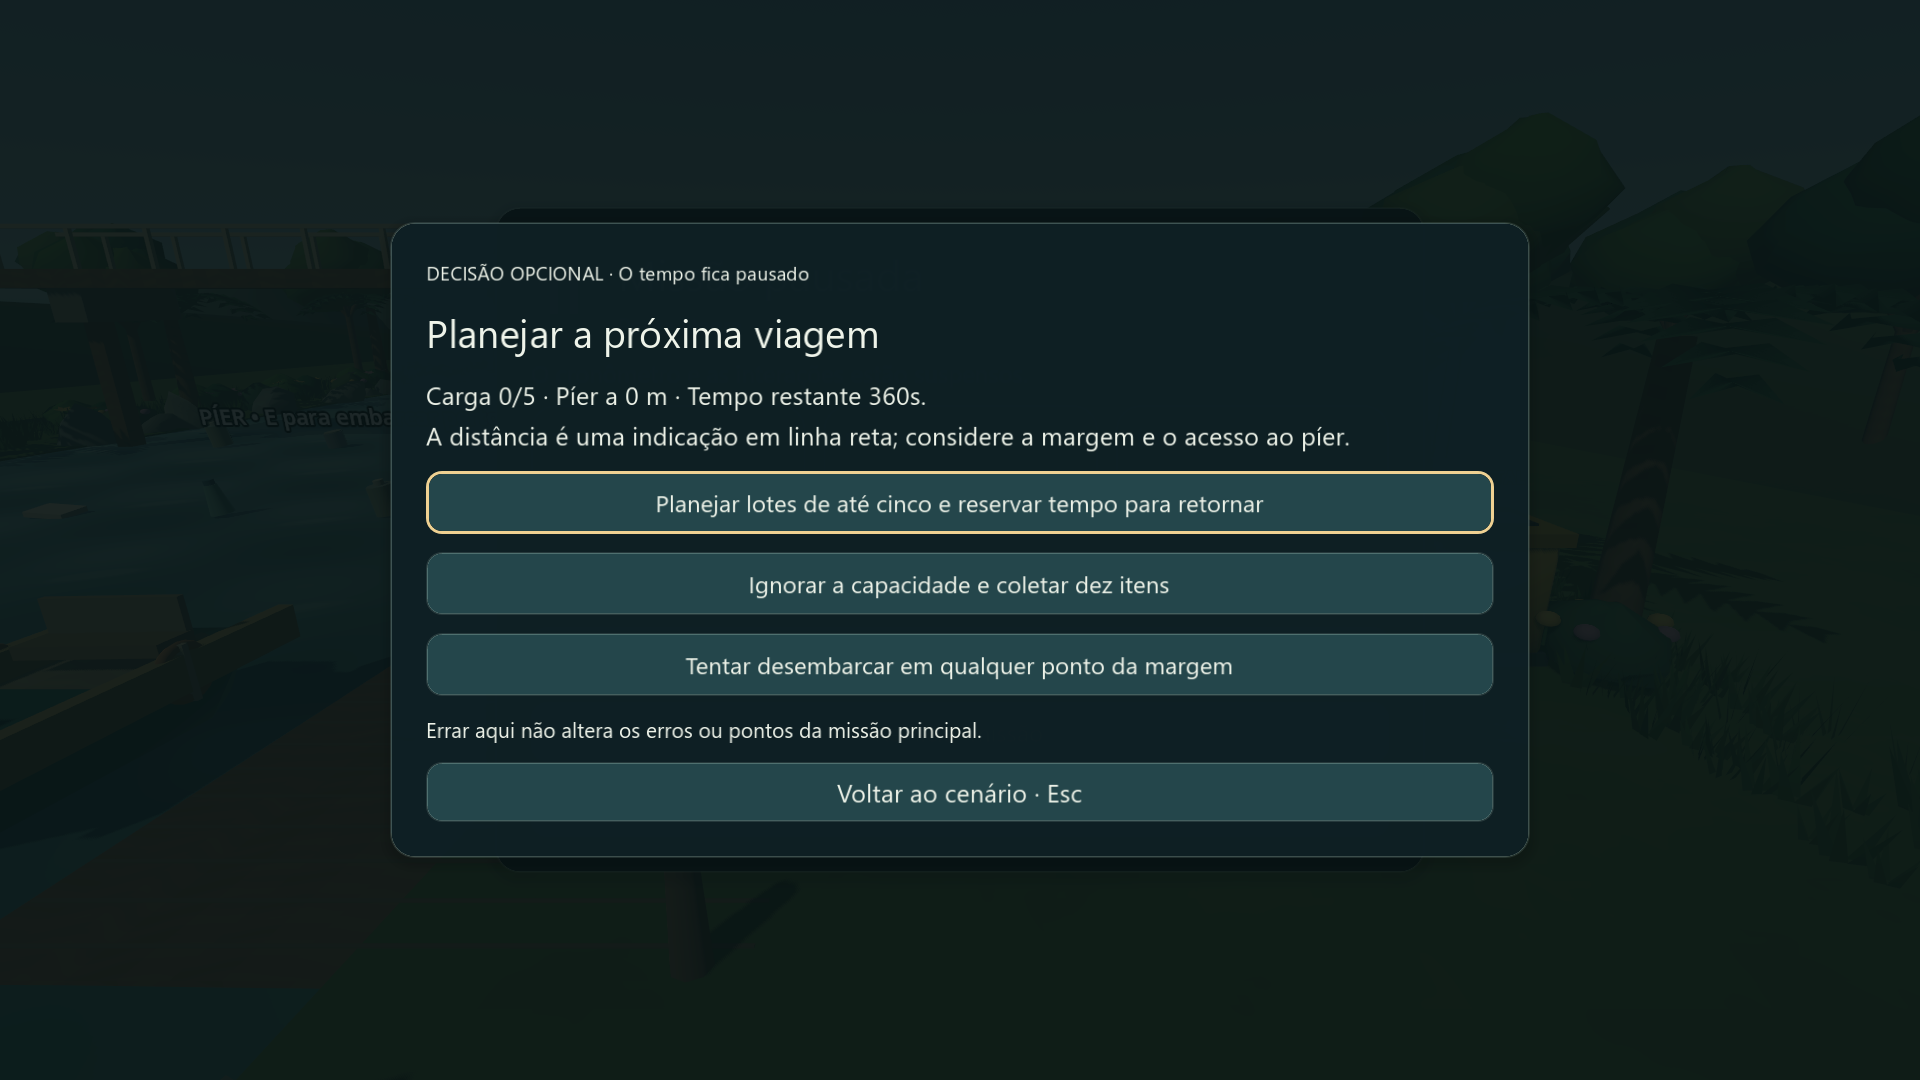 DECISÃO OPCIONAL · O tempo fica pausado
Planejar a próxima viagem
Carga 0/5 · Píer a 0 m · Tempo restante 360s.
A distância é uma indicação em linha reta; considere a margem e o acesso ao píer.
PÍER • E para emba
Planejar lotes de até cinco e reservar tempo para retornar
Ignorar a capacidade e coletar dez itens
Tentar desembarcar em qualquer ponto da margem
Errar aqui não altera os erros ou pontos da missão principal.
Voltar ao cenário · Esc